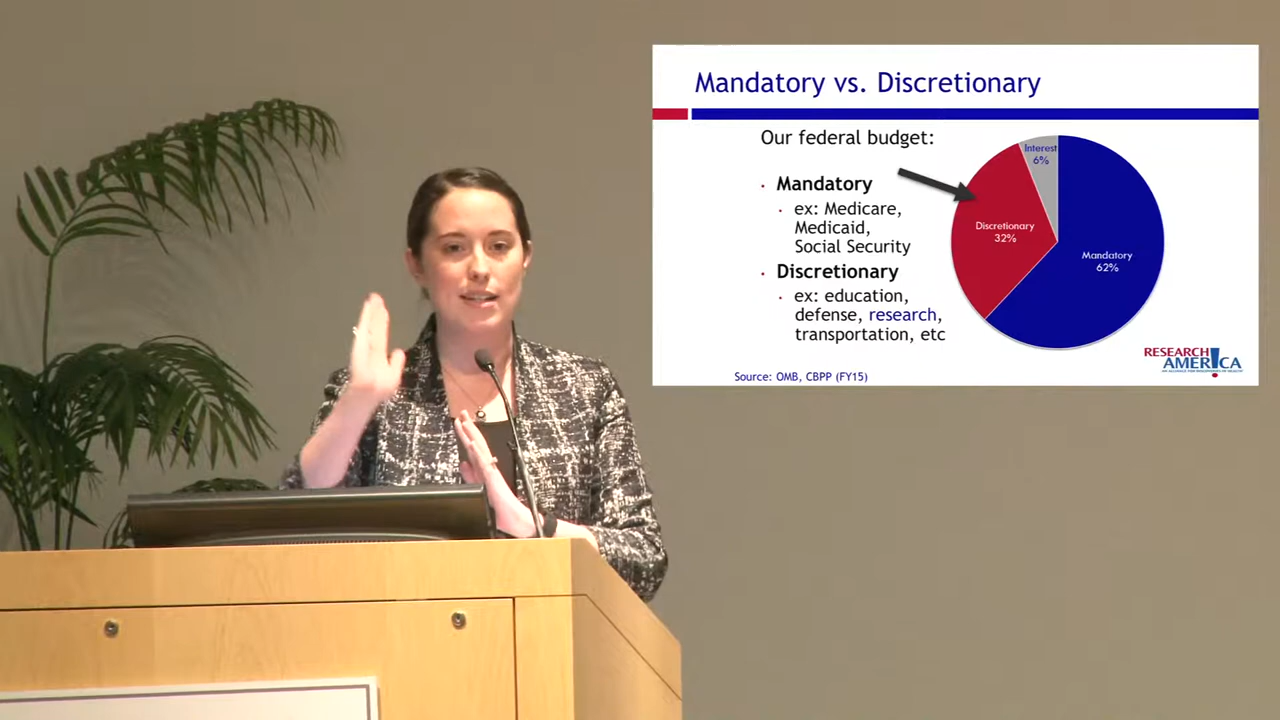 Mandatory vs. Discretionary
Our federal budget:
• Mandatory
• ex: Medicare,
Medicaid,
Social Security
• Discretionary
• ex: education,
defense, research,
transportation, etc
Interest
6%
Discretionary
32%
Mandatory
62%
RESEARCH
AMERICA
Source: OMB, CBPP (FY15)